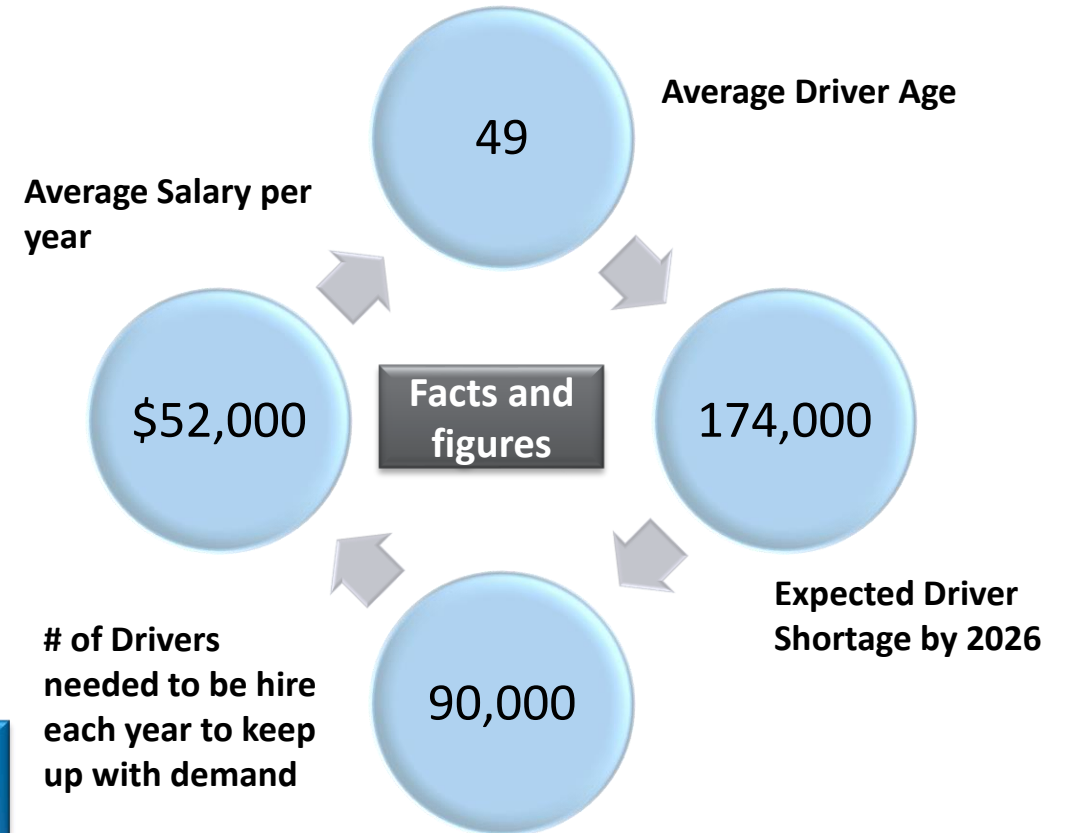 49
Average Driver Age
Average Salary per
year
$52,000
Facts and
figures
174,000
Expected Driver
Shortage by 2026
# of Drivers
needed to be hire
each year to keep
up with demand
90,000